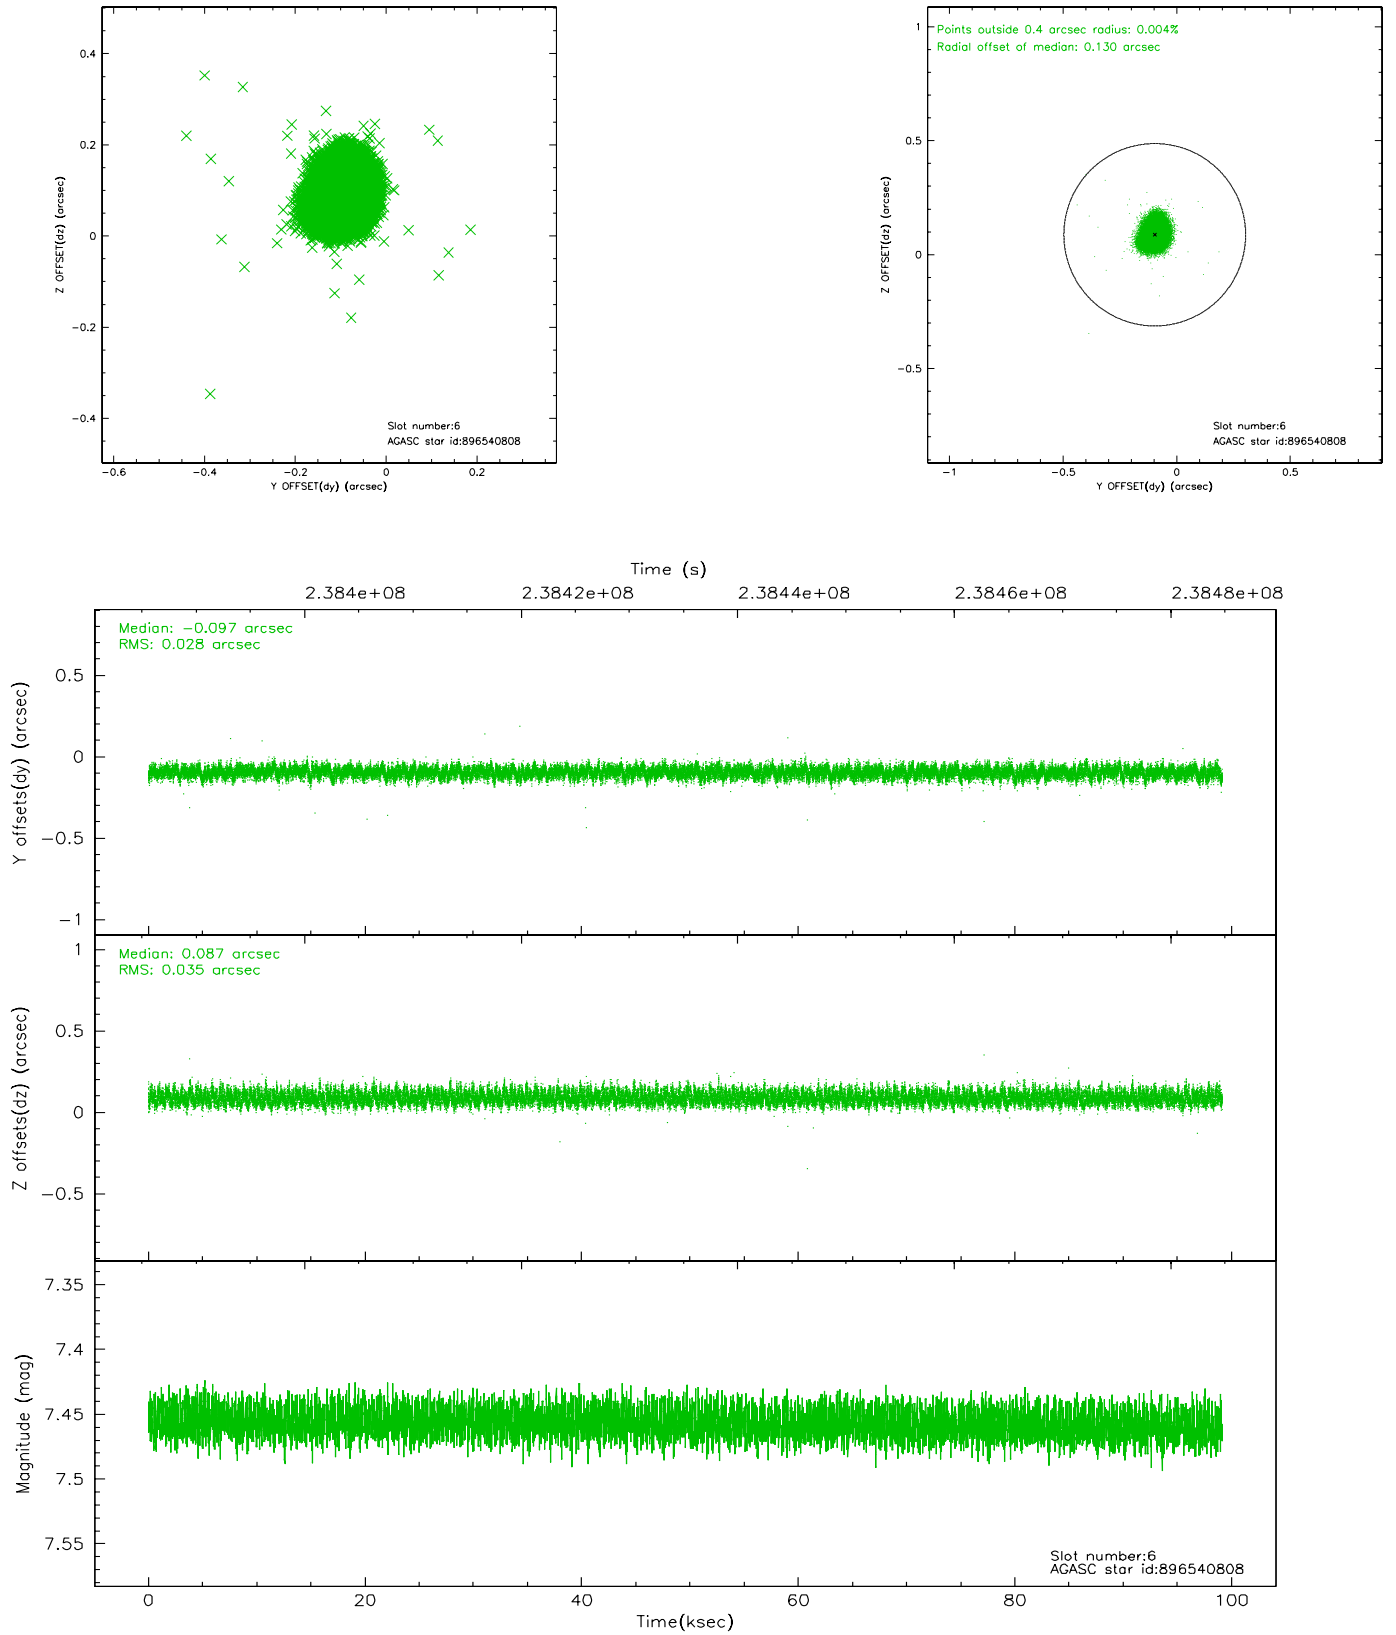 0.4
0.2
0
−0.2
−0.4
Z OFFSET(dz) (arcsec)
Slot number:6
AGASC star id:896540808
−0.6
−0.4
−0.2
0
0.2
Y OFFSET(dy) (arcsec)
Points outside 0.4 arcsec radius: 0.004%
Radial offset of median: 0.130 arcsec
1
0.5
0
−0.5
Z OFFSET(dz) (arcsec)
Slot number:6
AGASC star id:896540808
−1
−0.5
0
0.5
Y OFFSET(dy) (arcsec)
Time (s)
2.384e+08
2.3842e+08
2.3844e+08
2.3846e+08
2.3848e+08
Median: −0.097 arcsec
RMS: 0.028 arcsec
0.5
0
−0.5
−1
Y offsets(dy) (arcsec)
Median: 0.087 arcsec
RMS: 0.035 arcsec
1
0.5
0
−0.5
Z offsets(dz) (arcsec)
7.35
7.4
7.45
7.5
7.55
Magnitude (mag)
Slot number:6
AGASC star id:896540808
0
20
40
60
80
100
Time(ksec)